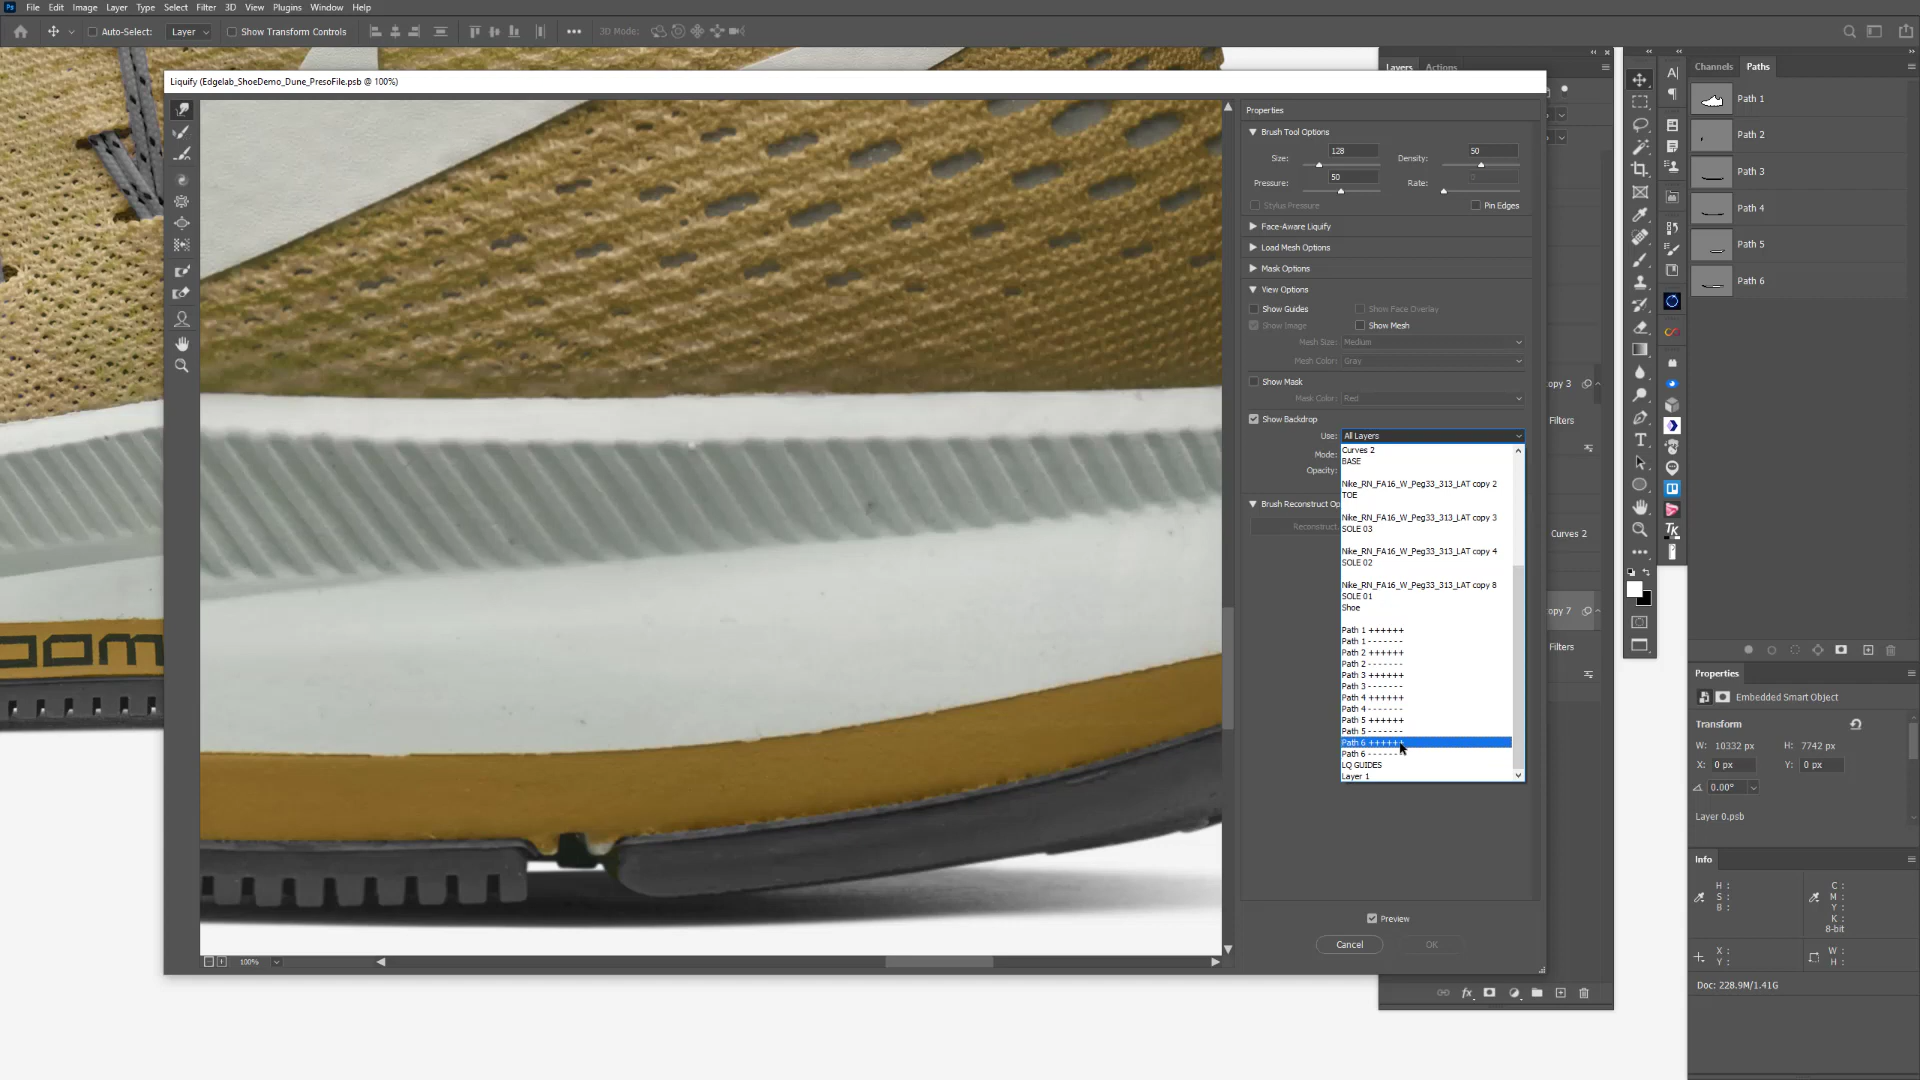 File Edit Image Layer Type Select Filter 3D View Plugins Window Help
Auto-Select: Layer Show Transform Controls 3D Mode:
Layers Actions
Channels Paths
Liquify (Edgelab_ShoeDemo_Dune_PresoFile.psb @ 100%)
Path 1
Path 2
Path 3
Path 4
Path 5
Path 6
Properties
Brush Tool Options
Size: 128 Density: 50
Pressure: 50 Rate: 0
Stylus Pressure Pin Edges
Face-Aware Liquify
Load Mesh Options
Mask Options
View Options
Show Guides Show Face Overlay
Show Image Show Mesh
Mesh Size: Medium
Mesh Color: Gray
Show Mask
Mask Color: Red
Show Backdrop
Use: All Layers
Mode:
Opacity:
Brush Reconstruct Op
Reconstruct
Curves 2
BASE
Nike_RN_FA16_W_Peg33_313_LAT copy 2
TOE
Nike_RN_FA16_W_Peg33_313_LAT copy 3
SOLE 03
Nike_RN_FA16_W_Peg33_313_LAT copy 4
SOLE 02
Nike_RN_FA16_W_Peg33_313_LAT copy 8
SOLE 01
Shoe
Path 1 ++++++
Path 1 -------
Path 2 ++++++
Path 2 -------
Path 3 ++++++
Path 3 -------
Path 4 ++++++
Path 4 -------
Path 5 ++++++
Path 5 -------
Path 6 ++++++
Path 6 -------
LQ GUIDES
Layer 1
opy 3
Filters
Curves 2
opy 7
Filters
Preview
Cancel OK
100%
oom
Properties
Embedded Smart Object
Transform
W: 10332 px H: 7742 px
X: 0 px Y: 0 px
0.00°
Layer 0.psb
Info
H :
S :
B :
C :
M :
Y :
K :
8-bit
X :
Y :
W :
H :
Doc: 228.9M/1.41G
fx